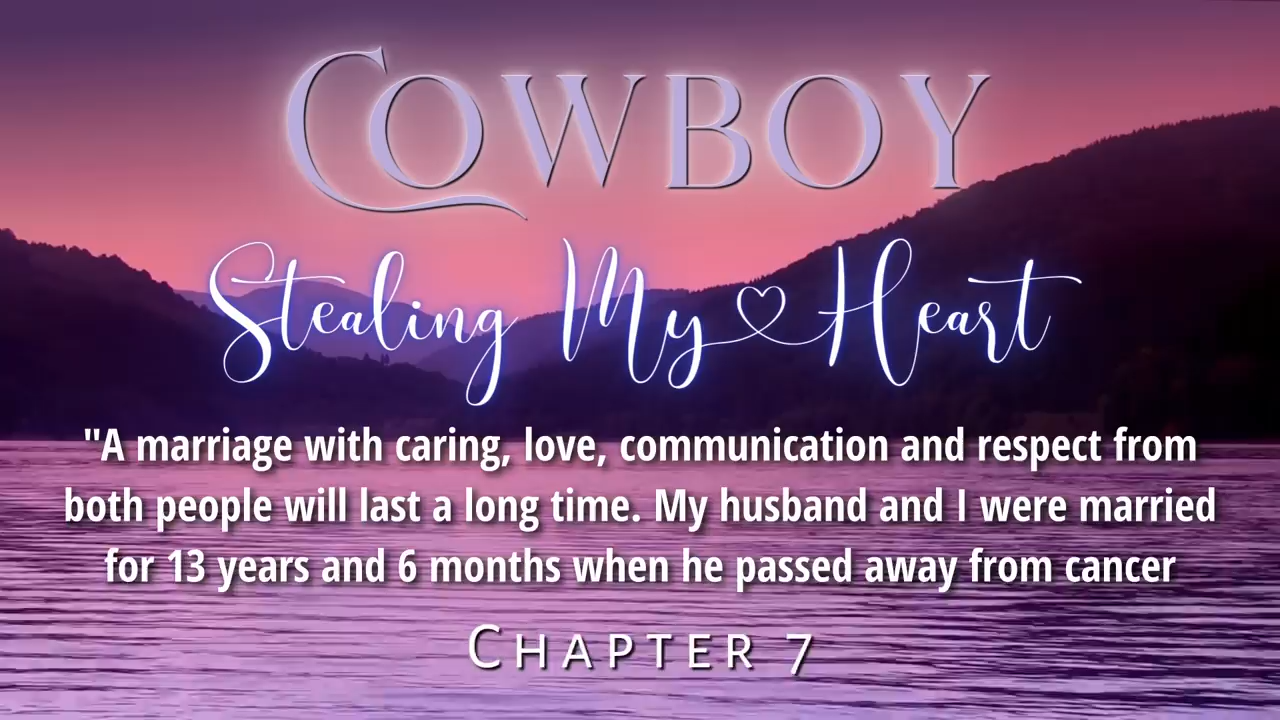 COWBOY
Stealing My Heart
"A marriage with caring, love, communication and respect from
both people will last a long time. My husband and I were married
for 13 years and 6 months when he passed away from cancer
CHAPTER 7